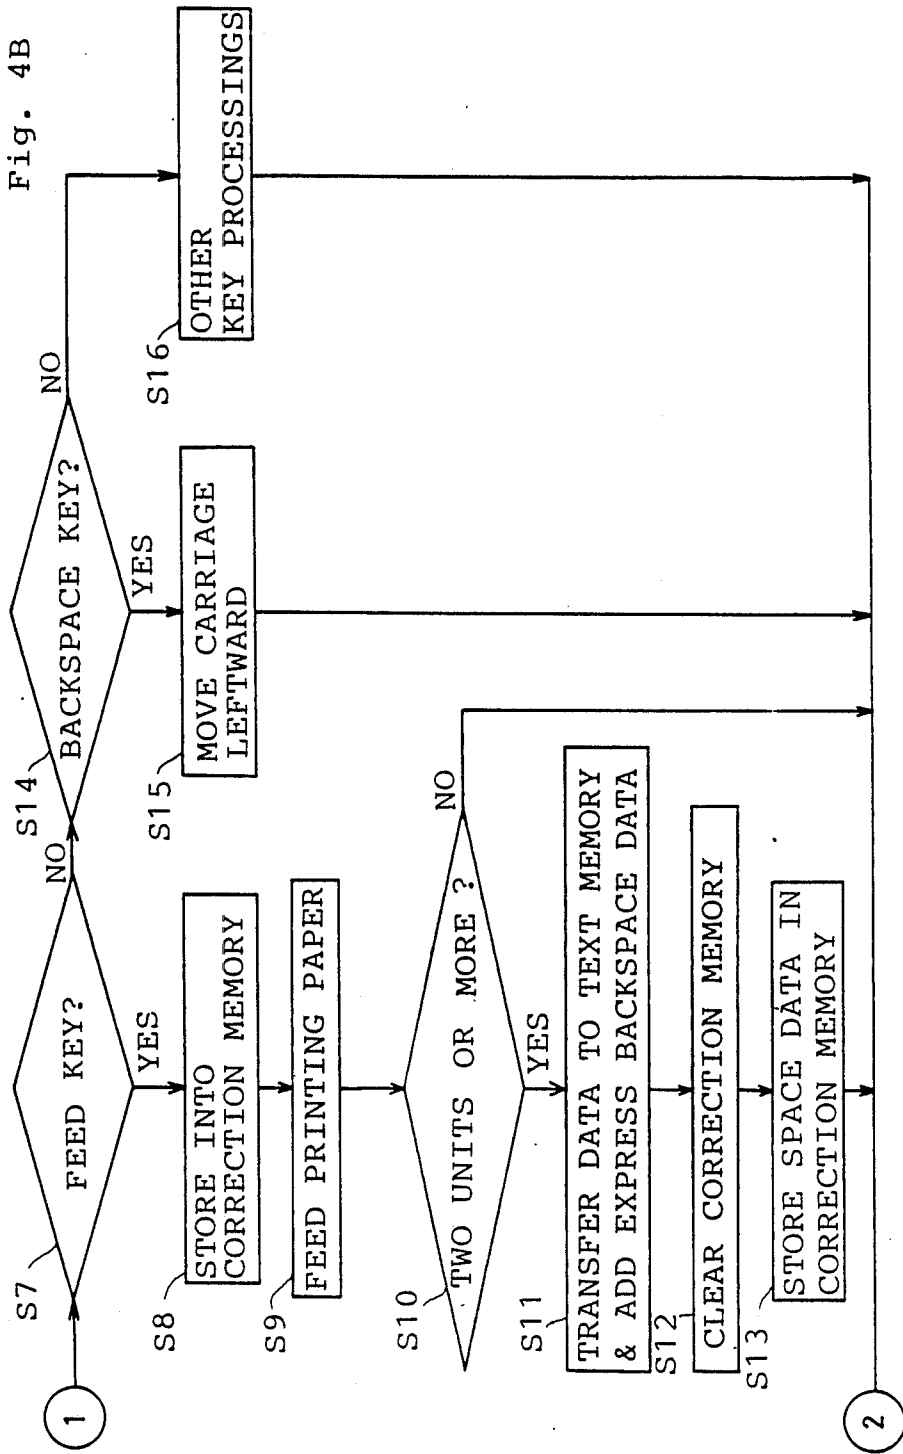 Fig. 4B
1
S7
FEED KEY?
NO
YES
S14
BACKSPACE KEY?
NO
YES
S8
STORE INTO
CORRECTION MEMORY
S15
MOVE CARRIAGE
LEFTWARD
S16
OTHER
KEY PROCESSINGS
S9
FEED PRINTING PAPER
S10
TWO UNITS OR MORE?
NO
YES
S11
TRANSFER DATA TO TEXT MEMORY
& ADD EXPRESS BACKSPACE DATA
S12
CLEAR CORRECTION MEMORY
S13
STORE SPACE DATA IN
CORRECTION MEMORY
2